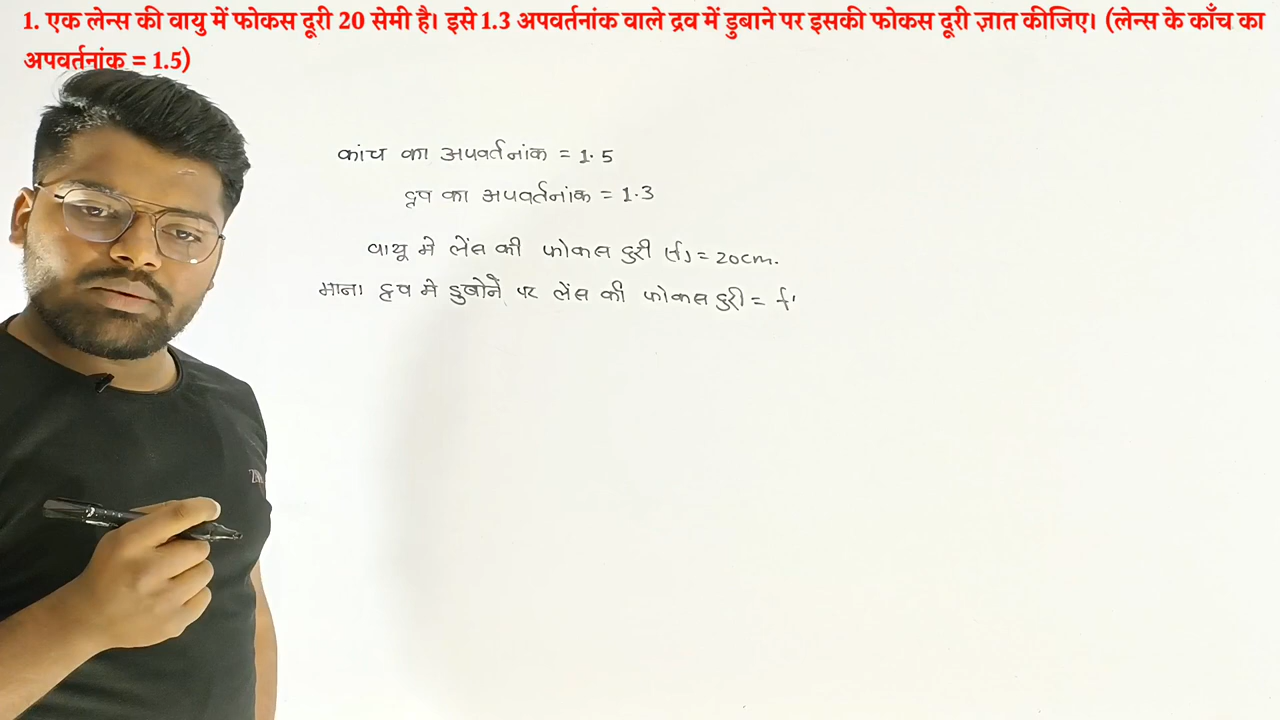 1. एक लेन्स की वायु में फोकस दूरी 20 सेमी है। इसे 1.3 अपवर्तनांक वाले द्रव में डुबाने पर इसकी फोकस दूरी ज्ञात कीजिए। (लेन्स के काँच का
अपवर्तनांक = 1.5)
कांच का अपवर्तनांक = 1.5
द्रव का अपवर्तनांक = 1.3
वायू मे लेंस की फोकस दुरी (f) = 20cm.
माना द्रव मे डुबोने पर लेंस की फोकस दुरी = f'